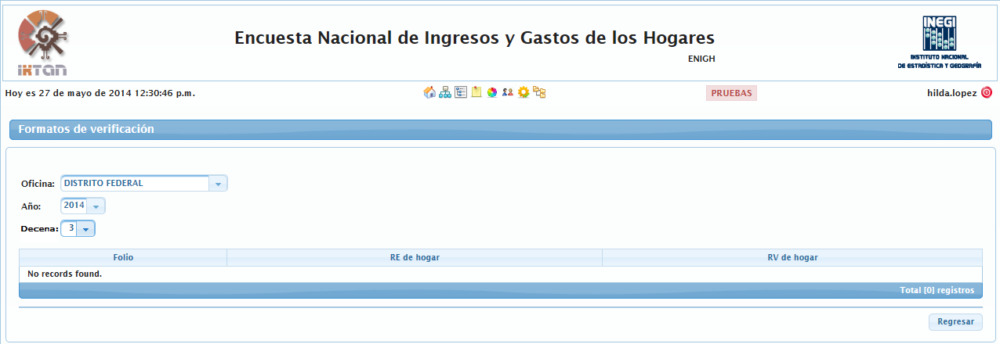 iktan
Encuesta Nacional de Ingresos y Gastos de los Hogares
ENIGH
INEGI
INSTITUTO NACIONAL
DE ESTADÍSTICA Y GEOGRAFÍA
Hoy es 27 de mayo de 2014 12:30:46 p.m.
PRUEBAS
hilda.lopez
Formatos de verificación
Oficina: DISTRITO FEDERAL
Año: 2014
Decena: 3
Folio RE de hogar RV de hogar
No records found.
Total [0] registros
Regresar